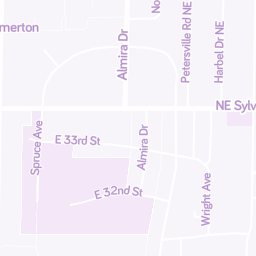 merton
No
Almira Dr
Petersville Rd NE
Harbel Dr NE
NE Sylv
Spruce Ave
E 33rd St
Almira Dr
E 32nd St
Wright Ave